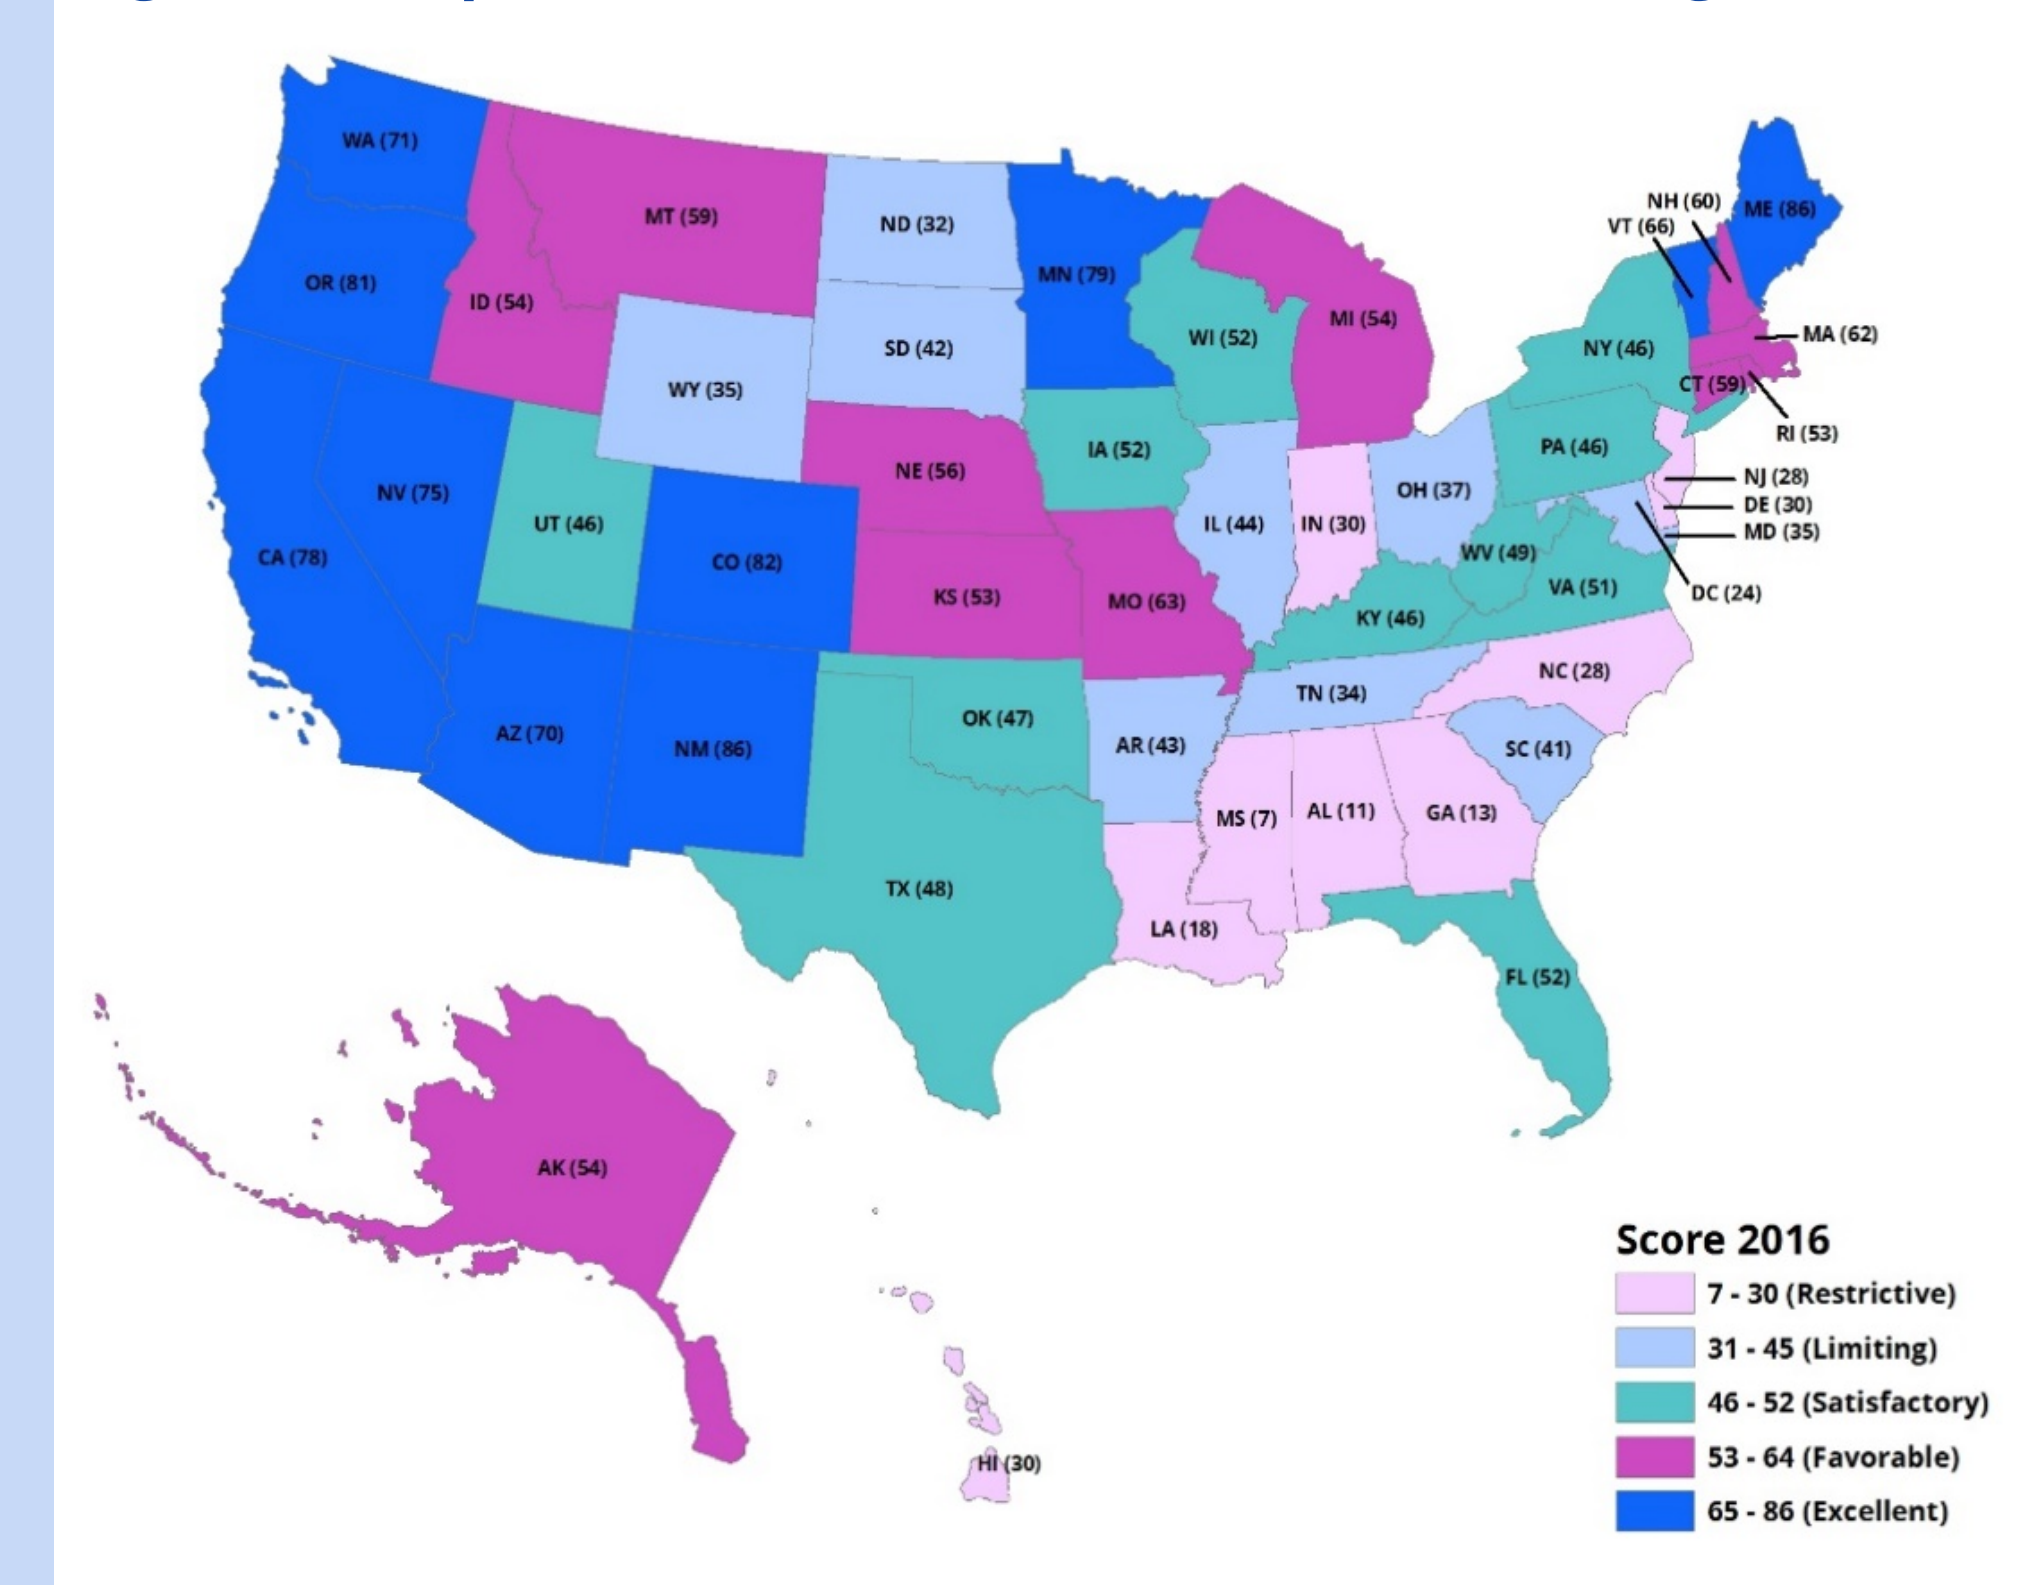 WA (71)
MT (59)
ND (32)
OR (81)
ID (54)
MN (79)
NH (60)
VT (66)
ME (86)
WI (52)
MI (54)
NY (46)
MA (62)
SD (42)
WY (35)
CT (59)
RI (53)
NE (56)
IA (52)
PA (46)
NV (75)
UT (46)
IL (44)
IN (30)
OH (37)
NJ (28)
DE (30)
MD (35)
CA (78)
CO (82)
KS (53)
MO (63)
WV (49)
VA (51)
DC (24)
KY (46)
NC (28)
TN (34)
AZ (70)
NM (86)
OK (47)
AR (43)
SC (41)
MS (7)
AL (11)
GA (13)
TX (48)
LA (18)
FL (52)
AK (54)
HI (30)
Score 2016
7 - 30 (Restrictive)
31 - 45 (Limiting)
46 - 52 (Satisfactory)
53 - 64 (Favorable)
65 - 86 (Excellent)